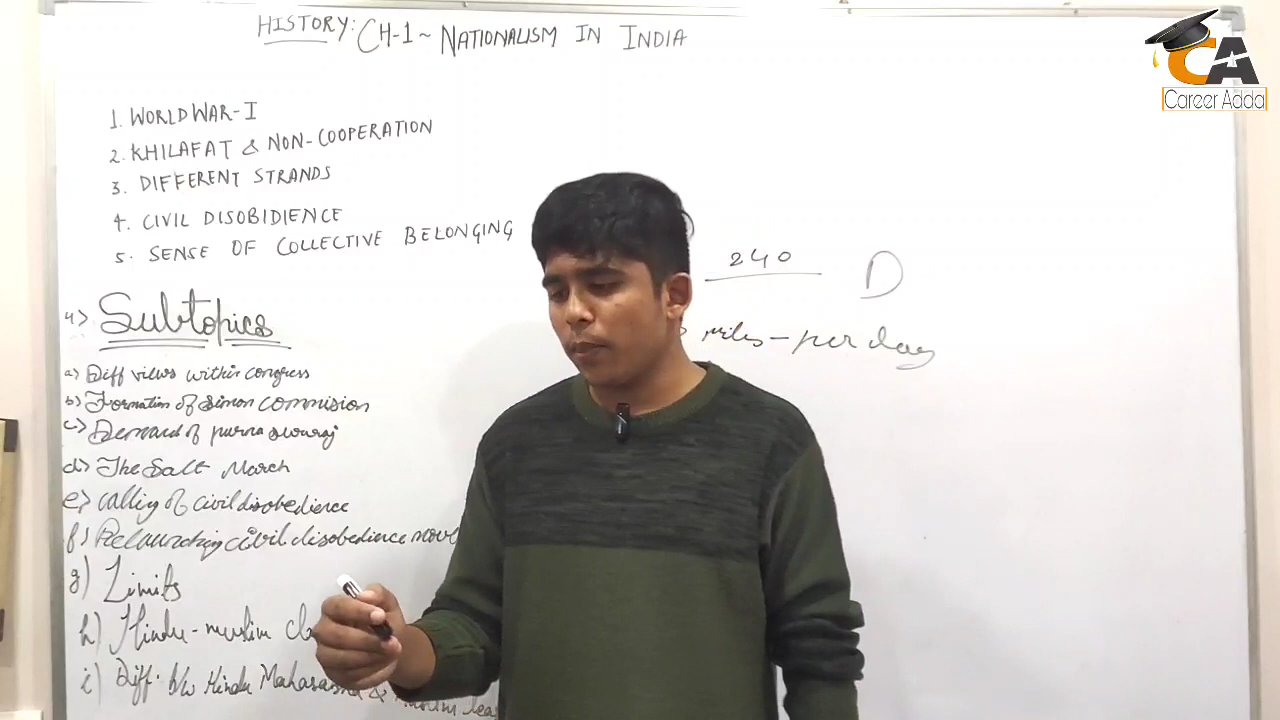 HISTORY: CH-1 ~ NATIONALISM IN INDIA
CA
Career Adda
1. WORLD WAR-I
2. KHILAFAT & NON-COOPERATION
3. DIFFERENT STRANDS
4. CIVIL DISOBIDIENCE
5. SENSE OF COLLECTIVE BELONGING
4> Subtopics
a) Diff views within congress
b) Formation of simon commision
c) Demand of purna swaraj
d) The Salt March
e) calling of civil disobedience
f) Relaunching civil disobedience
g) Limits
h) Hindu-muslim
i) Diff. b/w Hindu Mahasabha & Muslim
240 D
miles - per day